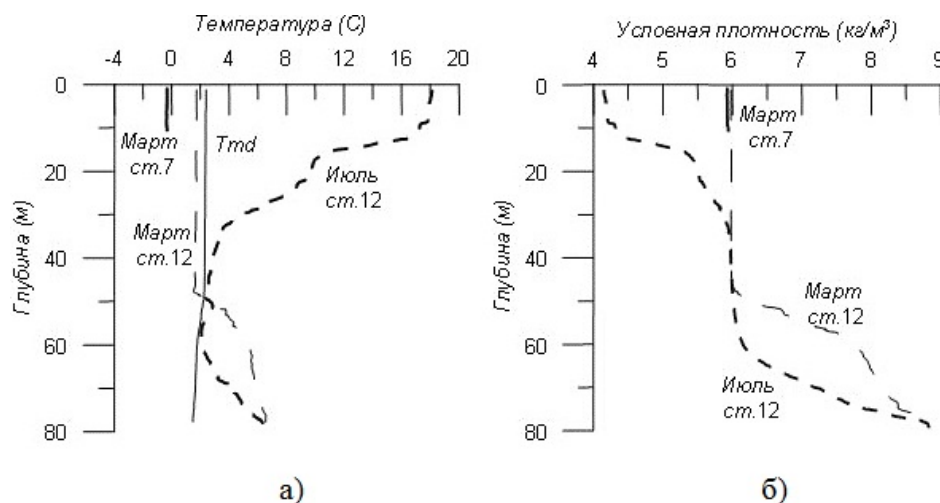 Температура (С)
-4 0 4 8 12 16 20
0
20
40
60
80
Глубина (м)
Март
ст.7
Tmd
Июль
ст.12
Март
ст.12
а)
Условная плотность (кг/м³)
4 5 6 7 8 9
0
20
40
60
80
Глубина (м)
Март
ст.7
Март
ст.12
Июль
ст.12
б)